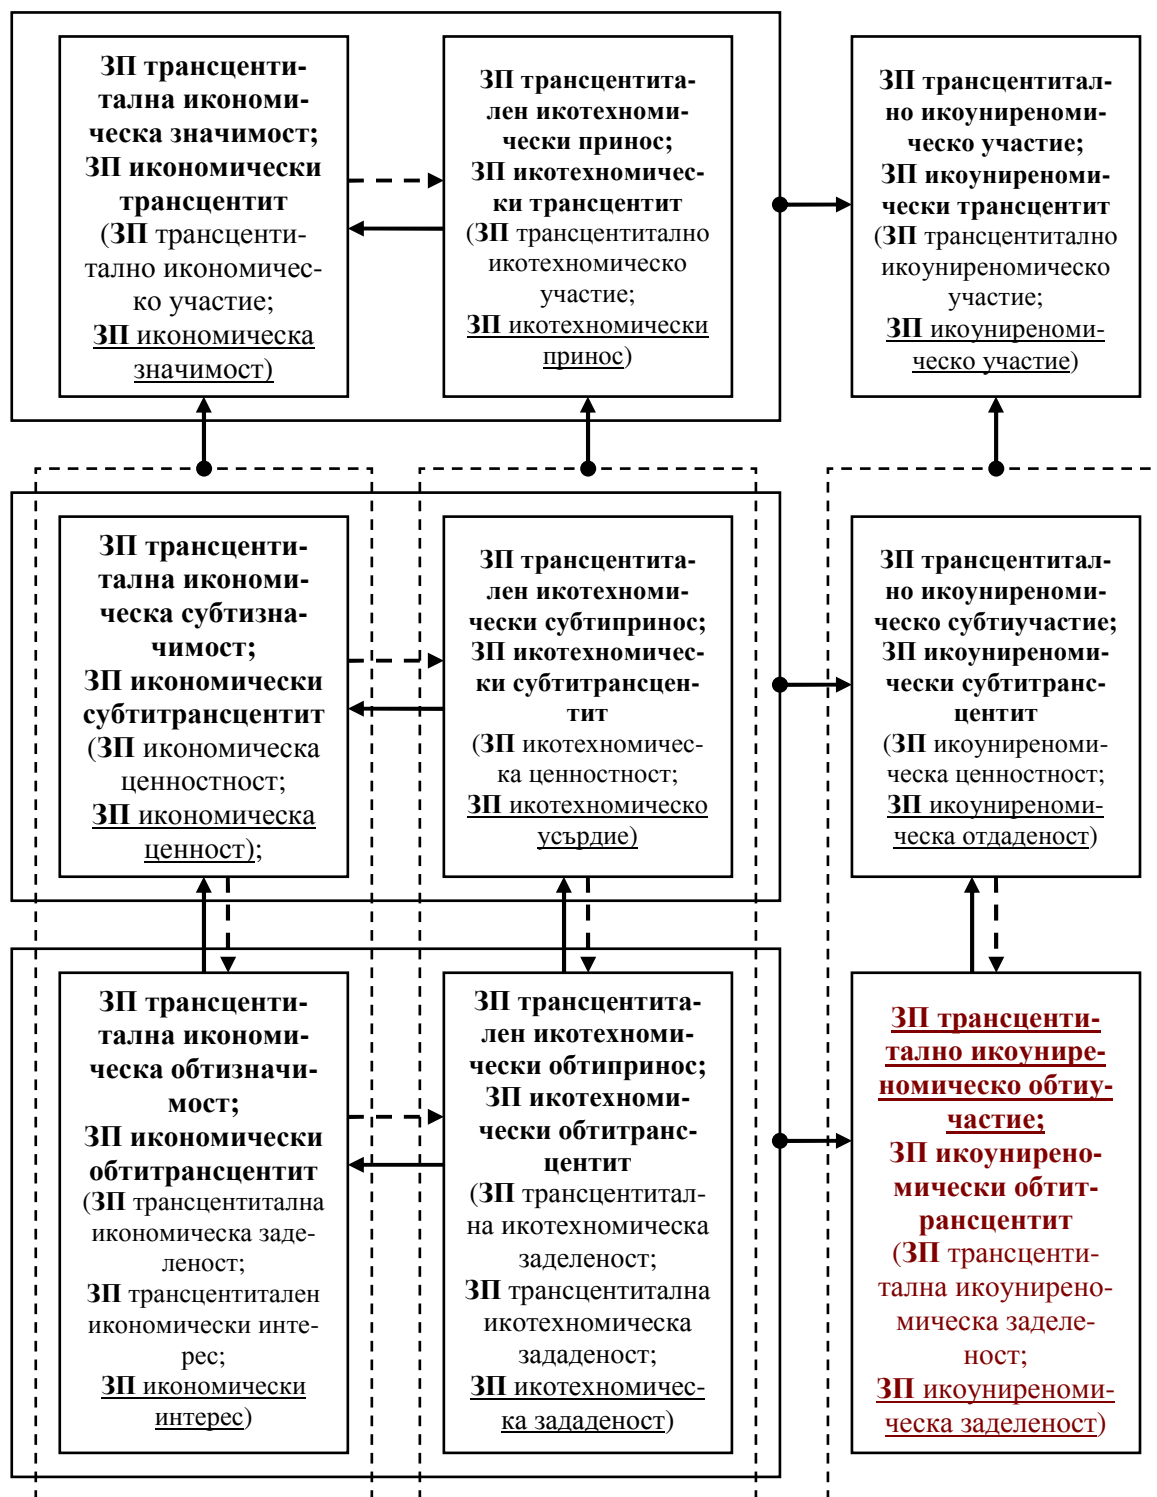 ЗП трансценти-
тална икономи-
ческа значимост;
ЗП икономически
трансцентит
(ЗП трансценти-
тално икономичес-
ко участие;
ЗП икономическа
значимост)
ЗП трансцентита-
лен икотехноми-
чески принос;
ЗП икотехномичес-
ки трансцентит
(ЗП трансцентитално
икотехномическо
участие;
ЗП икотехномически
принос)
ЗП трансцентитал-
но икоуниреноми-
ческо участие;
ЗП икоуниреноми-
чески трансцентит
(ЗП трансцентитално
икоуниреномическо
участие;
ЗП икоуниреноми-
ческо участие)
ЗП трансценти-
тална икономи-
ческа субтизна-
чимост;
ЗП икономически
субтитрансцентит
(ЗП икономическа
ценностност;
ЗП икономическа
ценност);
ЗП трансцентита-
лен икотехноми-
чески субтипринос;
ЗП икотехномичес-
ки субтитрансцен-
тит
(ЗП икотехномичес-
ка ценностност;
ЗП икотехномическо
усърдие)
ЗП трансцентитал-
но икоуниреноми-
ческо субтиучастие;
ЗП икоуниреноми-
чески субтитранс-
центит
(ЗП икоуниреноми-
ческа ценностност;
ЗП икоуниреноми-
ческа отдаденост)
ЗП трансценти-
тална икономи-
ческа обтизначи-
мост;
ЗП икономически
обтитрансцентит
(ЗП трансцентитална
икономическа заде-
леност;
ЗП трансцентитален
икономически инте-
рес;
ЗП икономически
интерес)
ЗП трансцентита-
лен икотехноми-
чески обтипринос;
ЗП икотехноми-
чески обтитранс-
центит
(ЗП трансцентитал-
на икотехномическа
заделеност;
ЗП трансцентитална
икотехномическа
зададеност;
ЗП икотехномичес-
ка зададеност)
ЗП трансценти-
тално икоунире-
номическо обтиу-
частие;
ЗП икоунирено-
мически обтит-
рансцентит
(ЗП трансценти-
тална икоунирено-
мическа заделе-
ност;
ЗП икоуниреноми-
ческа заделеност)